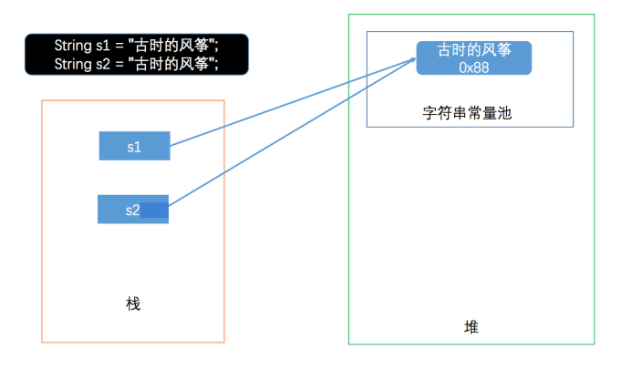 String s1 = "古时的风筝";
String s2 = "古时的风筝";
古时的风筝
0x88
字符串常量池
s1
s2
栈
堆